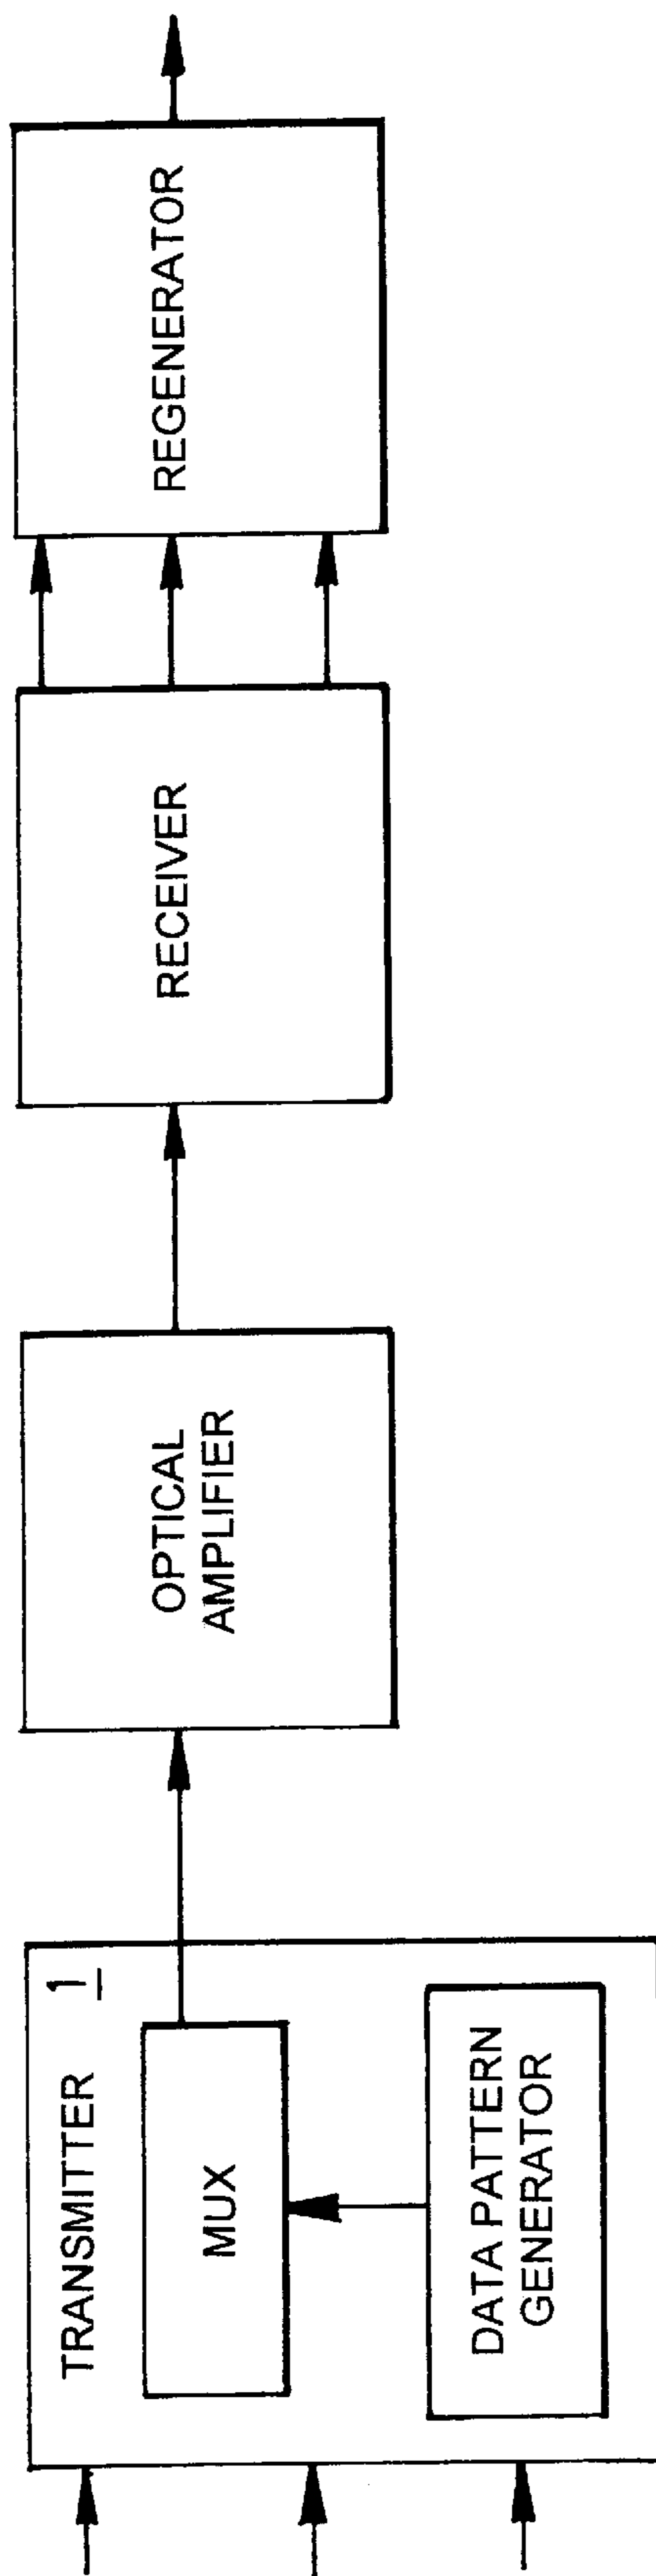 TRANSMITTER
1
MUX
DATA PATTERN
GENERATOR
OPTICAL
AMPLIFIER
RECEIVER
REGENERATOR